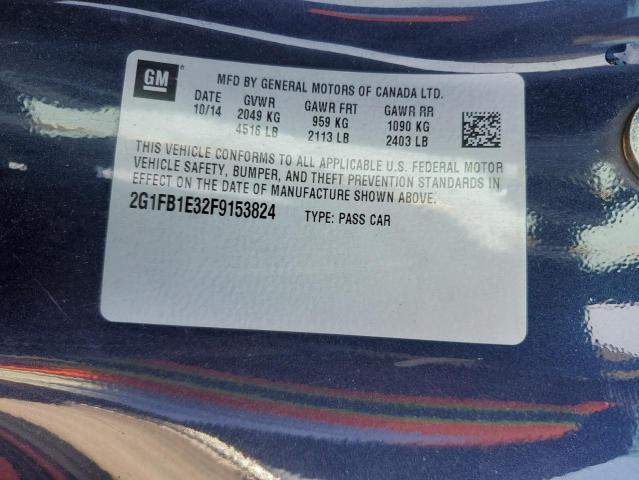 GM®
MFD BY GENERAL MOTORS OF CANADA LTD.
DATE GVWR GAWR FRT GAWR RR
10/14 2049 KG 959 KG 1090 KG
4516 LB 2113 LB 2403 LB
THIS VEHICLE CONFORMS TO ALL APPLICABLE U.S. FEDERAL MOTOR
VEHICLE SAFETY, BUMPER, AND THEFT PREVENTION STANDARDS IN
EFFECT ON THE DATE OF MANUFACTURE SHOWN ABOVE.
2G1FB1E32F9153824 TYPE: PASS CAR